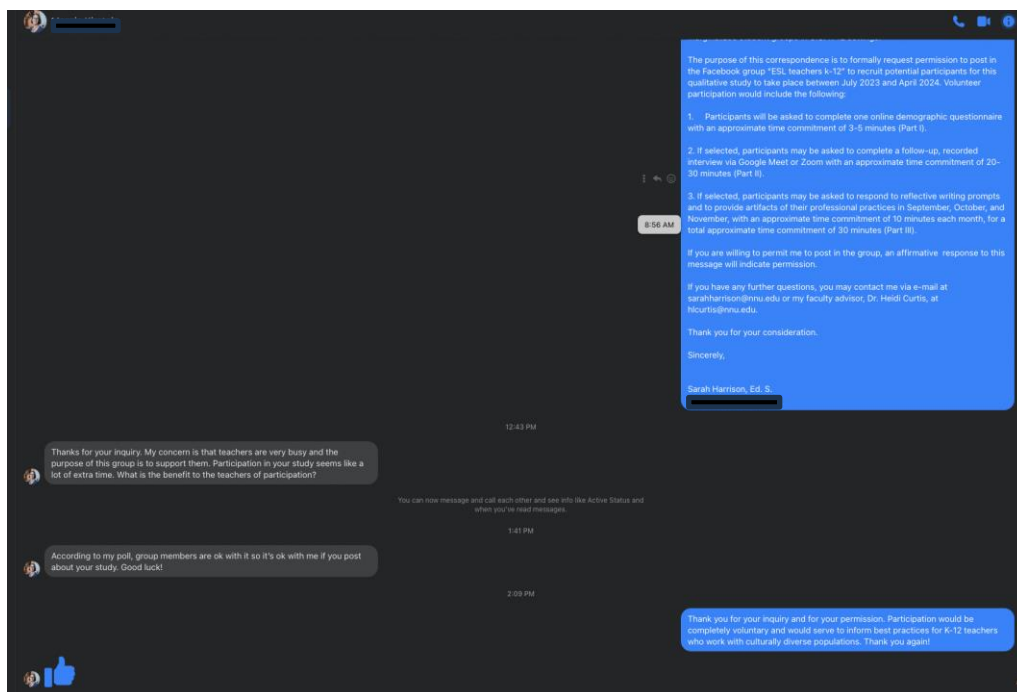 The purpose of this correspondence is to formally request permission to post in
the Facebook group "ESL teachers k-12" to recruit potential participants for this
qualitative study to take place between July 2023 and April 2024. Volunteer
participation would include the following:
1. Participants will be asked to complete one online demographic questionnaire
with an approximate time commitment of 3-5 minutes (Part I).
2. If selected, participants may be asked to complete a follow-up, recorded
interview via Google Meet or Zoom with an approximate time commitment of 20-
30 minutes (Part II).
3. If selected, participants may be asked to respond to reflective writing prompts
and to provide artifacts of their professional practices in September, October, and
November, with an approximate time commitment of 10 minutes each month, for a
total approximate time commitment of 30 minutes (Part III).
8:56 AM
If you are willing to permit me to post in the group, an affirmative response to this
message will indicate permission.
If you have any further questions, you may contact me via e-mail at
sarahharrison@nnu.edu or my faculty advisor, Dr. Heidi Curtis, at
hlcurtis@nnu.edu.
Thank you for your consideration.
Sincerely,
Sarah Harrison, Ed. S.
12:43 PM
Thanks for your inquiry. My concern is that teachers are very busy and the
purpose of this group is to support them. Participation in your study seems like a
lot of extra time. What is the benefit to the teachers of participation?
You can now message and call each other and see info like Active Status and
when you've read messages.
1:41 PM
According to my poll, group members are ok with it so it's ok with me if you post
about your study. Good luck!
2:09 PM
Thank you for your inquiry and for your permission. Participation would be
completely voluntary and would serve to inform best practices for K-12 teachers
who work with culturally diverse populations. Thank you again!